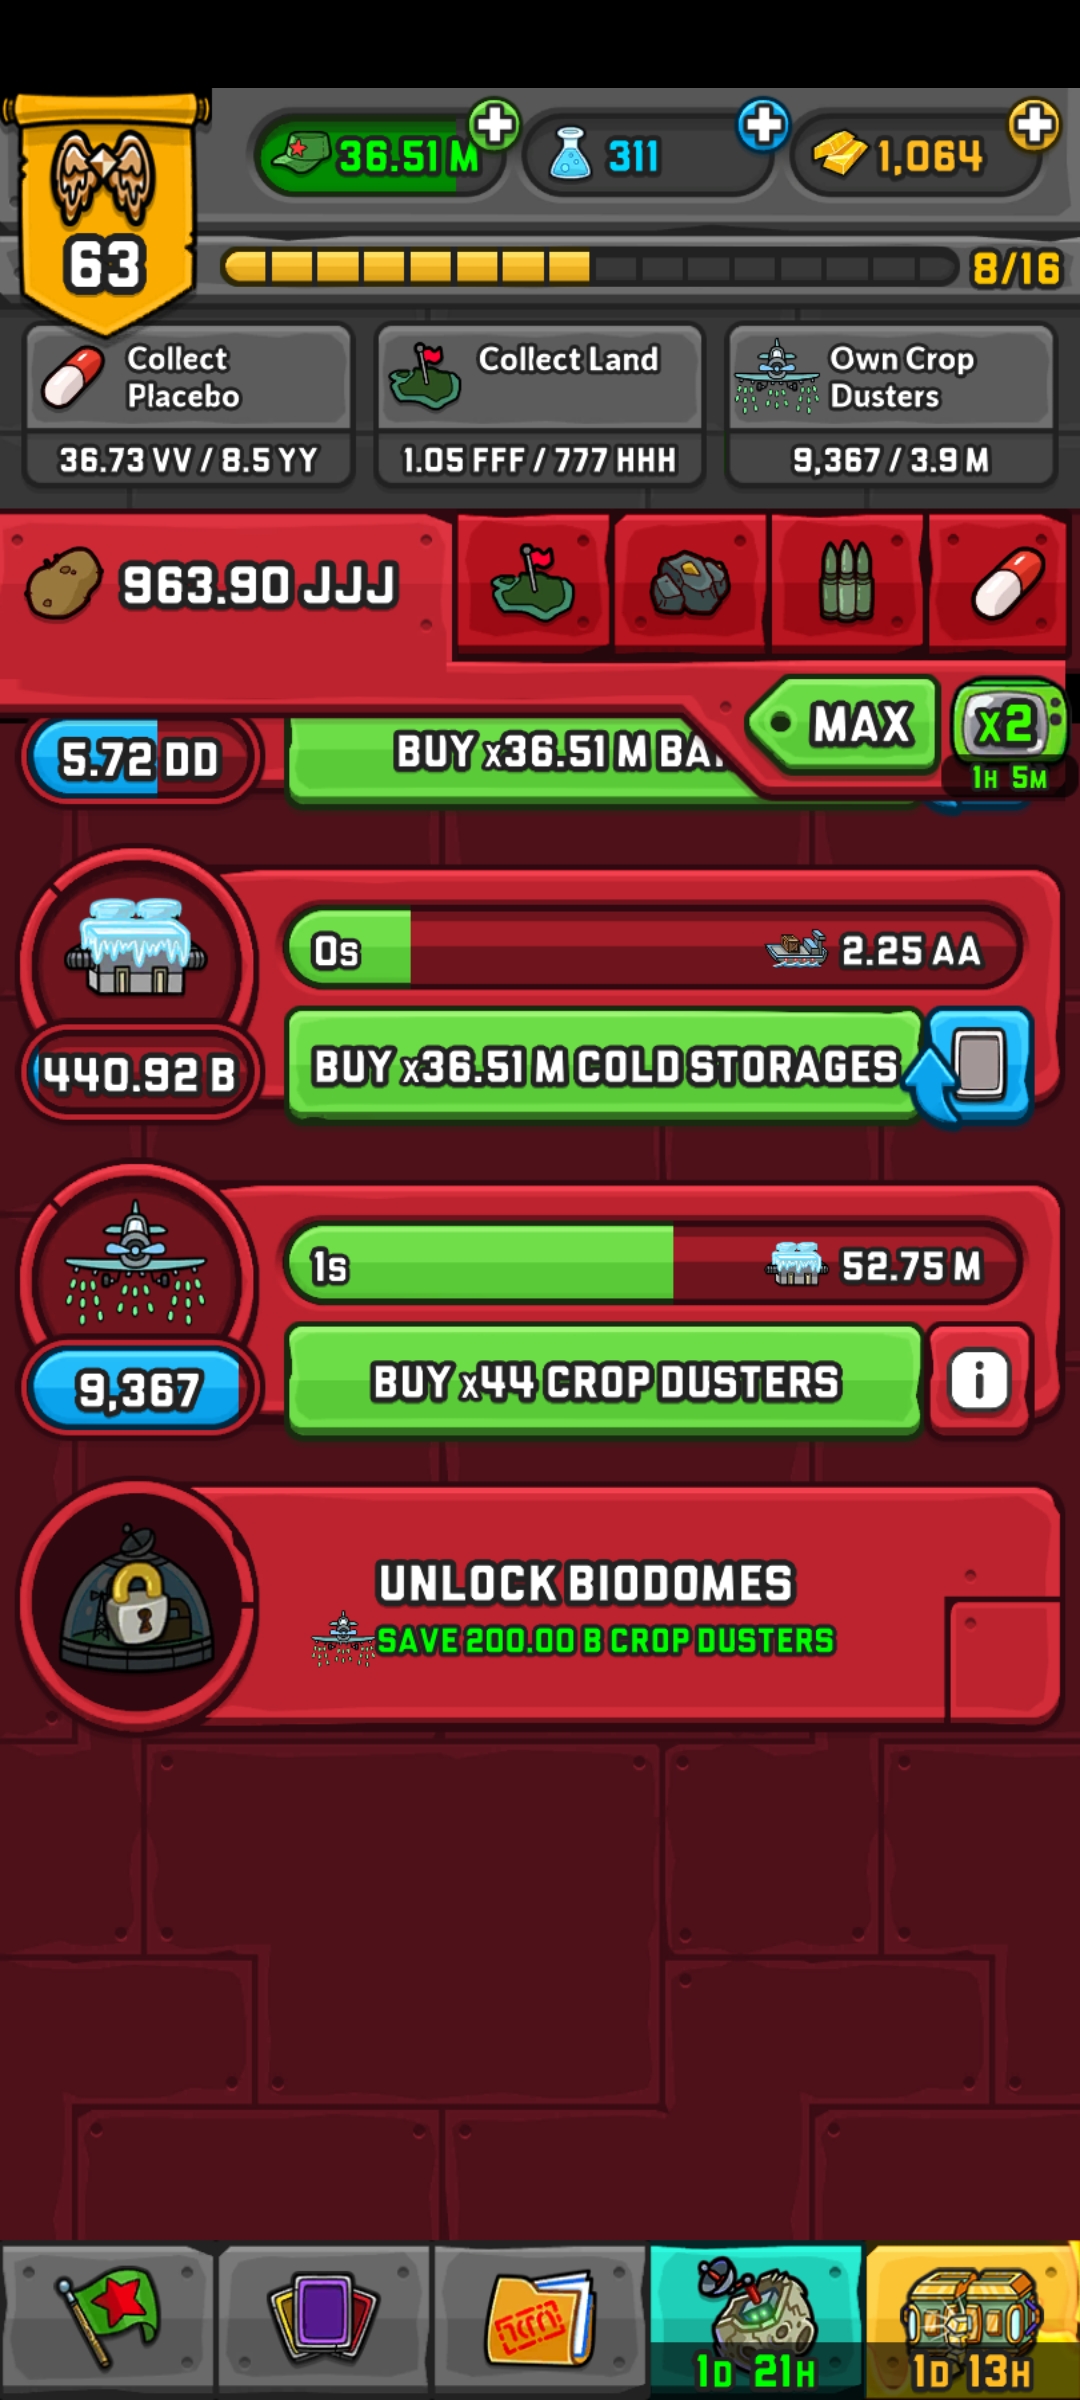 36.51 M
311
1,064
63
8/16
Collect
Placebo
36.73 VV / 8.5 YY
Collect Land
1.05 FFF / 777 HHH
Own Crop
Dusters
9,367 / 3.9 M
963.90 JJJ
MAX
x2
1H 5M
5.72 DD
BUY x36.51 M
0s
2.25 AA
440.92 B
BUY x36.51 M COLD STORAGES
1s
52.75 M
9,367
BUY x44 CROP DUSTERS
i
UNLOCK BIODOMES
SAVE 200.00 B CROP DUSTERS
1D 21H
1D 13H